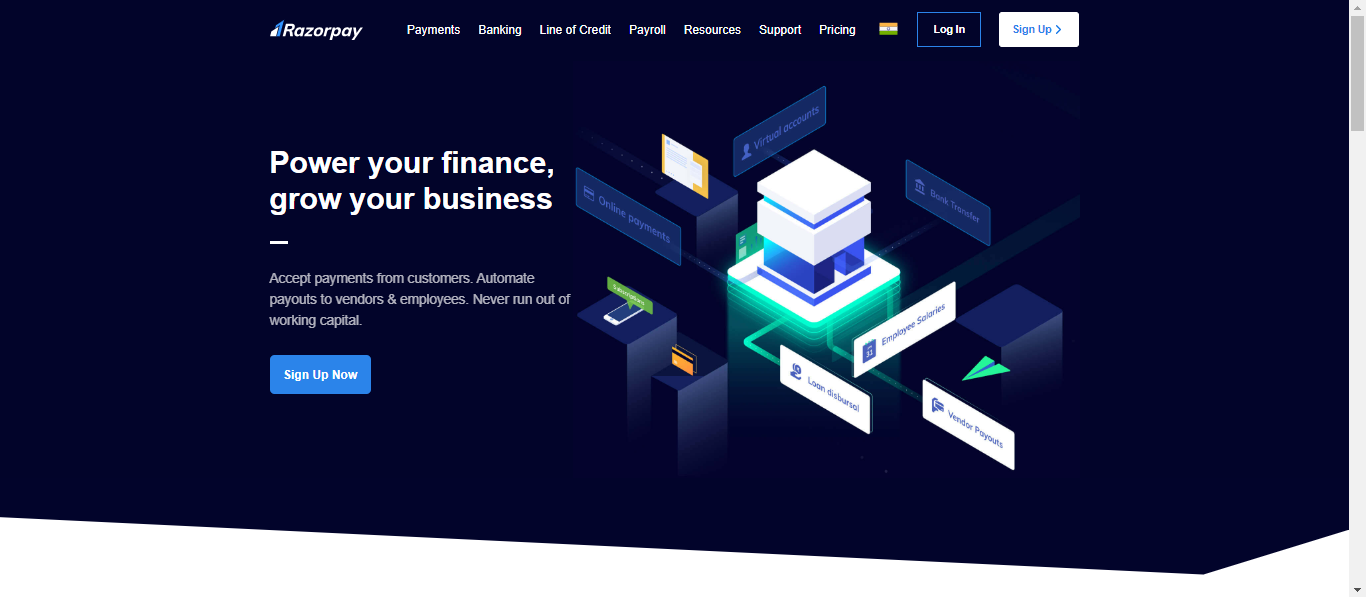 Razorpay
Payments Banking Line of Credit Payroll Resources Support Pricing Log In Sign Up
Power your finance,
grow your business
Accept payments from customers. Automate
payouts to vendors & employees. Never run out of
working capital.
Sign Up Now
Virtual accounts
Online payments
Bank Transfer
Subscriptions
Employee Salaries
31
Loan disbursal
Vendor Payouts